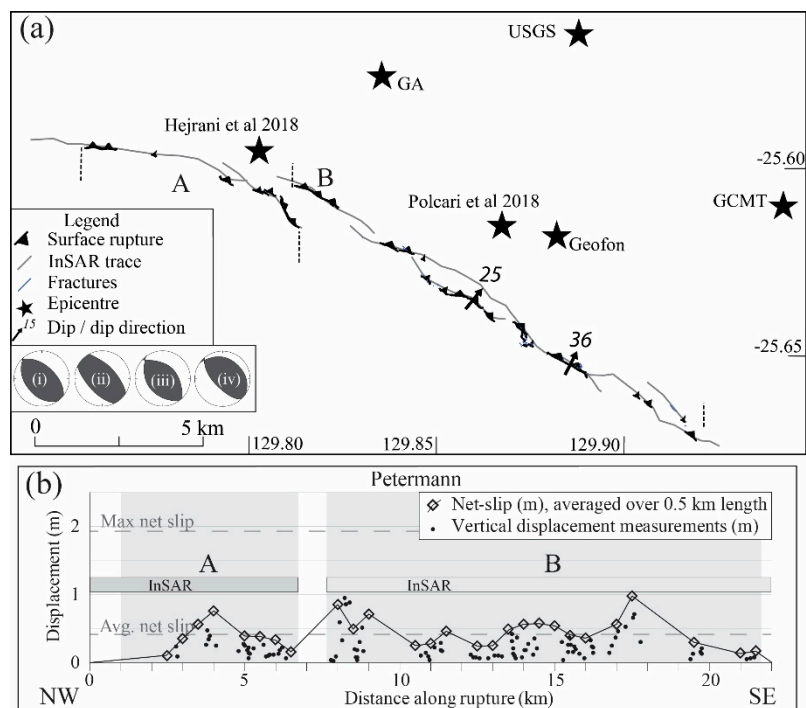 (a)
USGS
GA
Hejrani et al 2018
-25.60
A
B
GCMT
Polcari et al 2018
Geofon
Legend
Surface rupture
InSAR trace
Fractures
Epicentre
15 Dip / dip direction
25
-25.65
36
(i) (ii) (iii) (iv)
0 5 km
129.80 129.85 129.90
(b) Petermann
Net-slip (m), averaged over 0.5 km length
Vertical displacement measurements (m)
2
Max net slip
A B
InSAR InSAR
1
Avg. net slip
0
Displacement (m)
0 5 10 15 20
NW Distance along rupture (km) SE